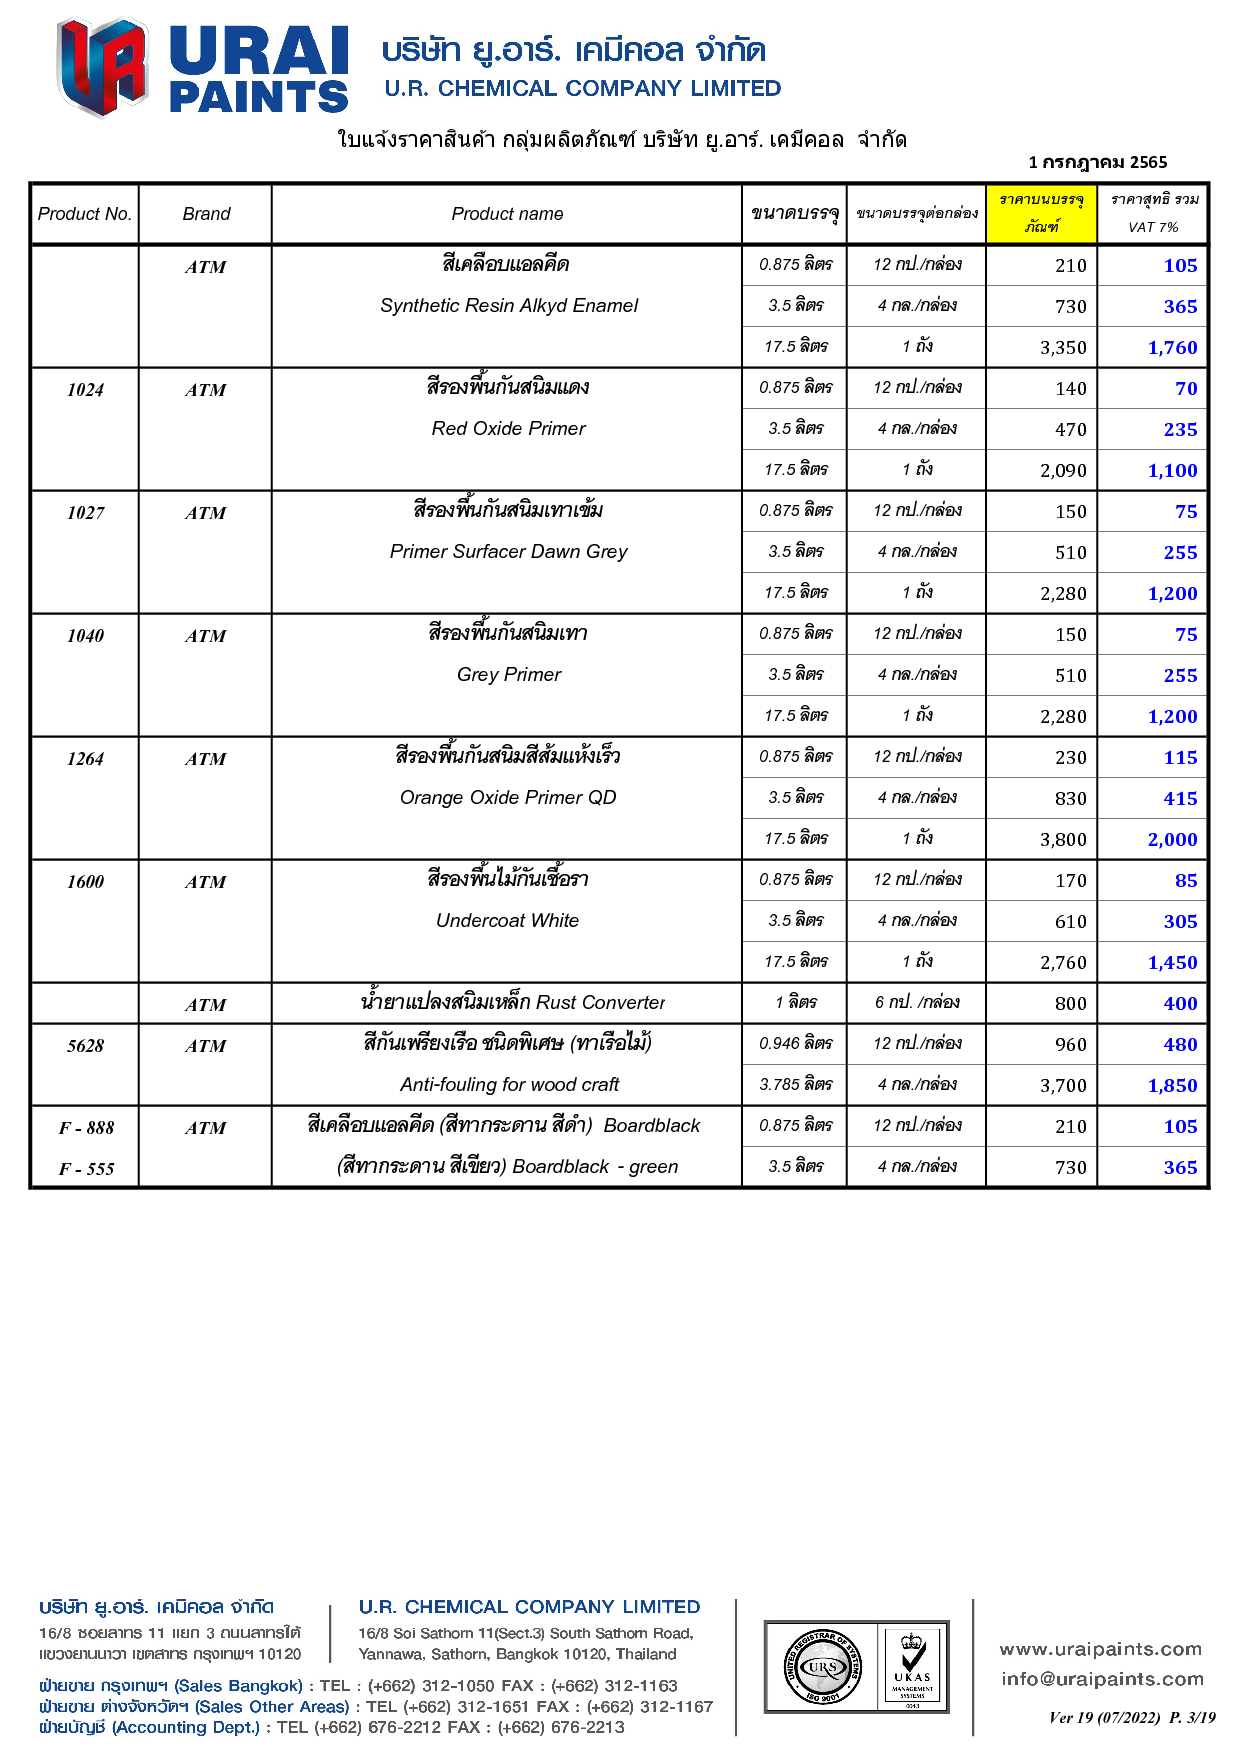 URAI
PAINTS
บริษัท ยู.อาร์. เคมีคอล จำกัด
U.R. CHEMICAL COMPANY LIMITED
ใบแจ้งราคาสินค้า กลุ่มผลิตภัณฑ์ บริษัท ยู.อาร์. เคมีคอล จำกัด
1 กรกฎาคม 2565
Product No. Brand Product name ขนาดบรรจุ ขนาดบรรจุต่อกล่อง ราคาบนบรรจุ ราคาสุทธิ รวม
ภัณฑ์ VAT 7%
ATM สีเคลือบแอลคีด 0.875 ลิตร 12 กป./กล่อง 210 105
Synthetic Resin Alkyd Enamel 3.5 ลิตร 4 กล./กล่อง 730 365
17.5 ลิตร 1 ถัง 3,350 1,760
1024 ATM สีรองพื้นกันสนิมแดง 0.875 ลิตร 12 กป./กล่อง 140 70
Red Oxide Primer 3.5 ลิตร 4 กล./กล่อง 470 235
17.5 ลิตร 1 ถัง 2,090 1,100
1027 ATM สีรองพื้นกันสนิมเทาเข้ม 0.875 ลิตร 12 กป./กล่อง 150 75
Primer Surfacer Dawn Grey 3.5 ลิตร 4 กล./กล่อง 510 255
17.5 ลิตร 1 ถัง 2,280 1,200
1040 ATM สีรองพื้นกันสนิมเทา 0.875 ลิตร 12 กป./กล่อง 150 75
Grey Primer 3.5 ลิตร 4 กล./กล่อง 510 255
17.5 ลิตร 1 ถัง 2,280 1,200
1264 ATM สีรองพื้นกันสนิมสีส้มแห้งเร็ว 0.875 ลิตร 12 กป./กล่อง 230 115
Orange Oxide Primer QD 3.5 ลิตร 4 กล./กล่อง 830 415
17.5 ลิตร 1 ถัง 3,800 2,000
1600 ATM สีรองพื้นไม้กันเชื้อรา 0.875 ลิตร 12 กป./กล่อง 170 85
Undercoat White 3.5 ลิตร 4 กล./กล่อง 610 305
17.5 ลิตร 1 ถัง 2,760 1,450
ATM น้ำยาแปลงสนิมเหล็ก Rust Converter 1 ลิตร 6 กป. /กล่อง 800 400
5628 ATM สีกันเพรียงเรือ ชนิดพิเศษ (ทาเรือไม้) 0.946 ลิตร 12 กป./กล่อง 960 480
Anti-fouling for wood craft 3.785 ลิตร 4 กล./กล่อง 3,700 1,850
F - 888 ATM สีเคลือบแอลคีด (สีทากระดาน สีดำ) Boardblack 0.875 ลิตร 12 กป./กล่อง 210 105
F - 555 (สีทากระดาน สีเขียว) Boardblack - green 3.5 ลิตร 4 กล./กล่อง 730 365
บริษัท ยู.อาร์. เคมีคอล จำกัด
16/8 ซอยสาทร 11 แยก 3 ถนนสาทรใต้
แขวงยานนาวา เขตสาทร กรุงเทพฯ 10120
U.R. CHEMICAL COMPANY LIMITED
16/8 Soi Sathorn 11(Sect.3) South Sathorn Road,
Yannawa, Sathorn, Bangkok 10120, Thailand
ฝ่ายขาย กรุงเทพฯ (Sales Bangkok) : TEL : (+662) 312-1050 FAX : (+662) 312-1163
ฝ่ายขาย ต่างจังหวัดฯ (Sales Other Areas) : TEL (+662) 312-1651 FAX : (+662) 312-1167
ฝ่ายบัญชี (Accounting Dept.) : TEL (+662) 676-2212 FAX : (+662) 676-2213
UNITED REGISTRAR OF SYSTEMS
URS
ISO 9001
UKAS
MANAGEMENT
SYSTEMS
0043
www.uraipaints.com
info@uraipaints.com
Ver 19 (07/2022) P. 3/19